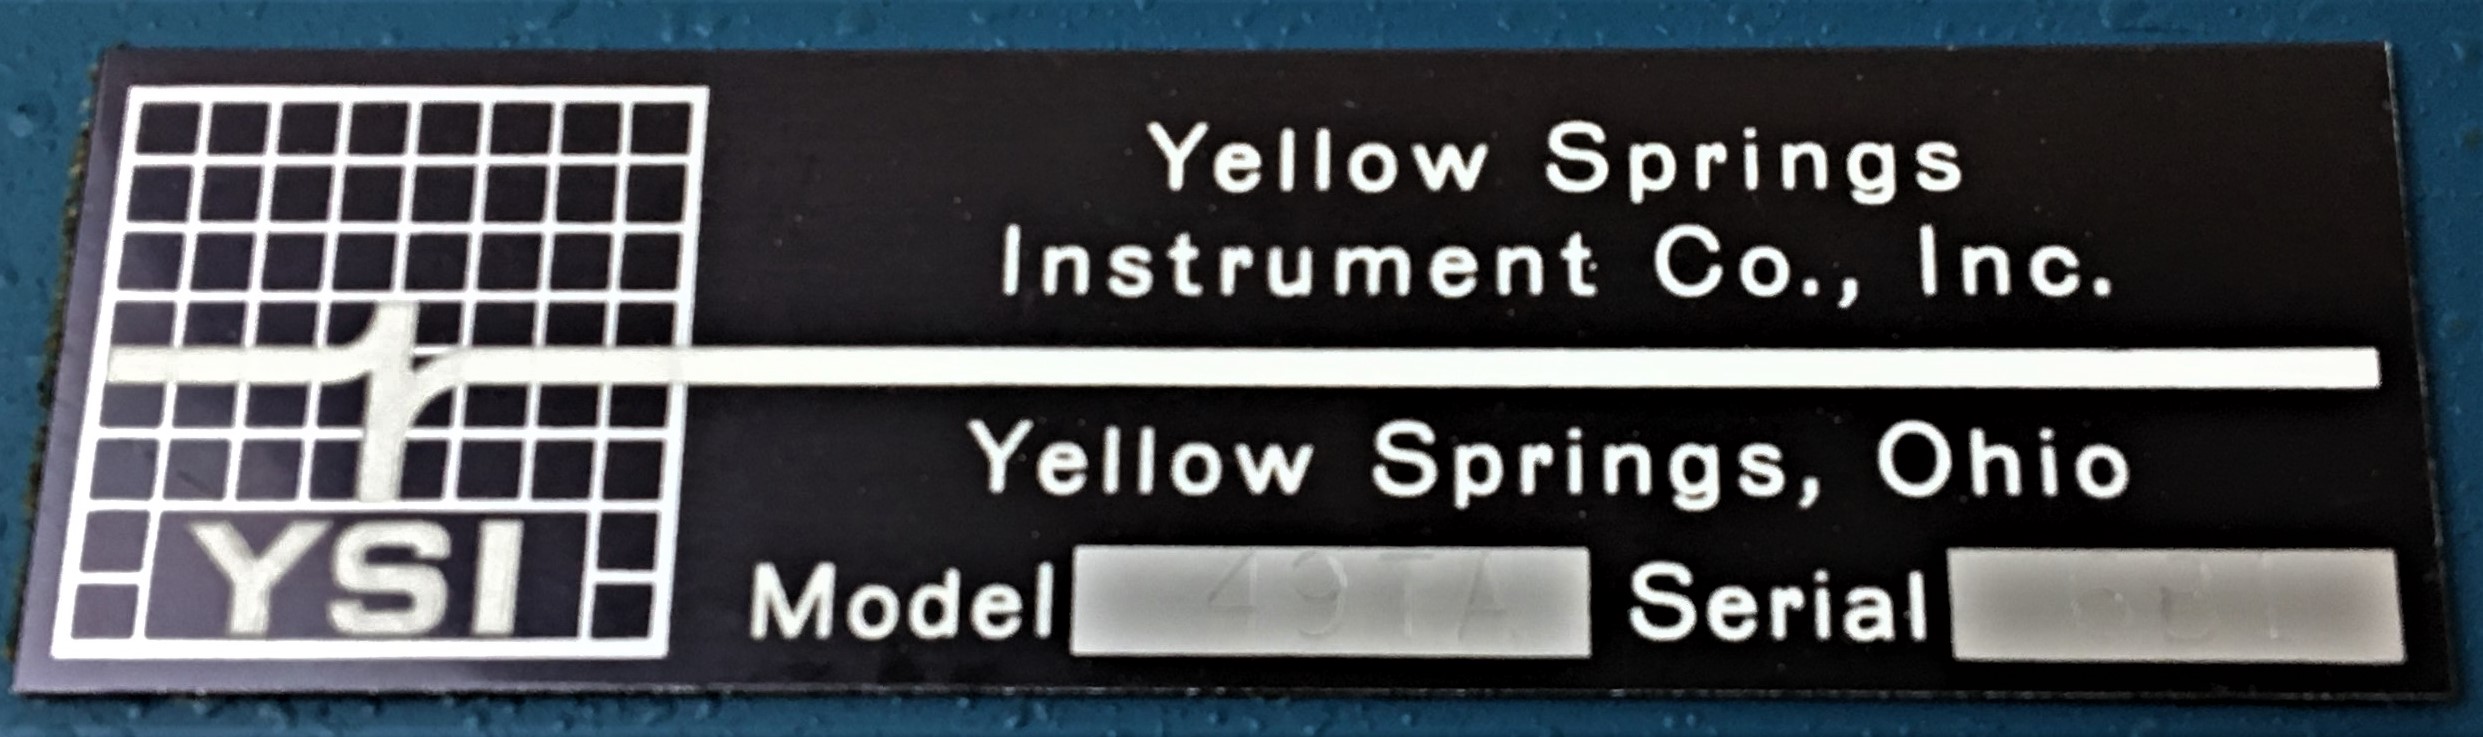 Yellow Springs
Instrument Co., Inc.
Yellow Springs, Ohio
YSI
Model 49TA Serial